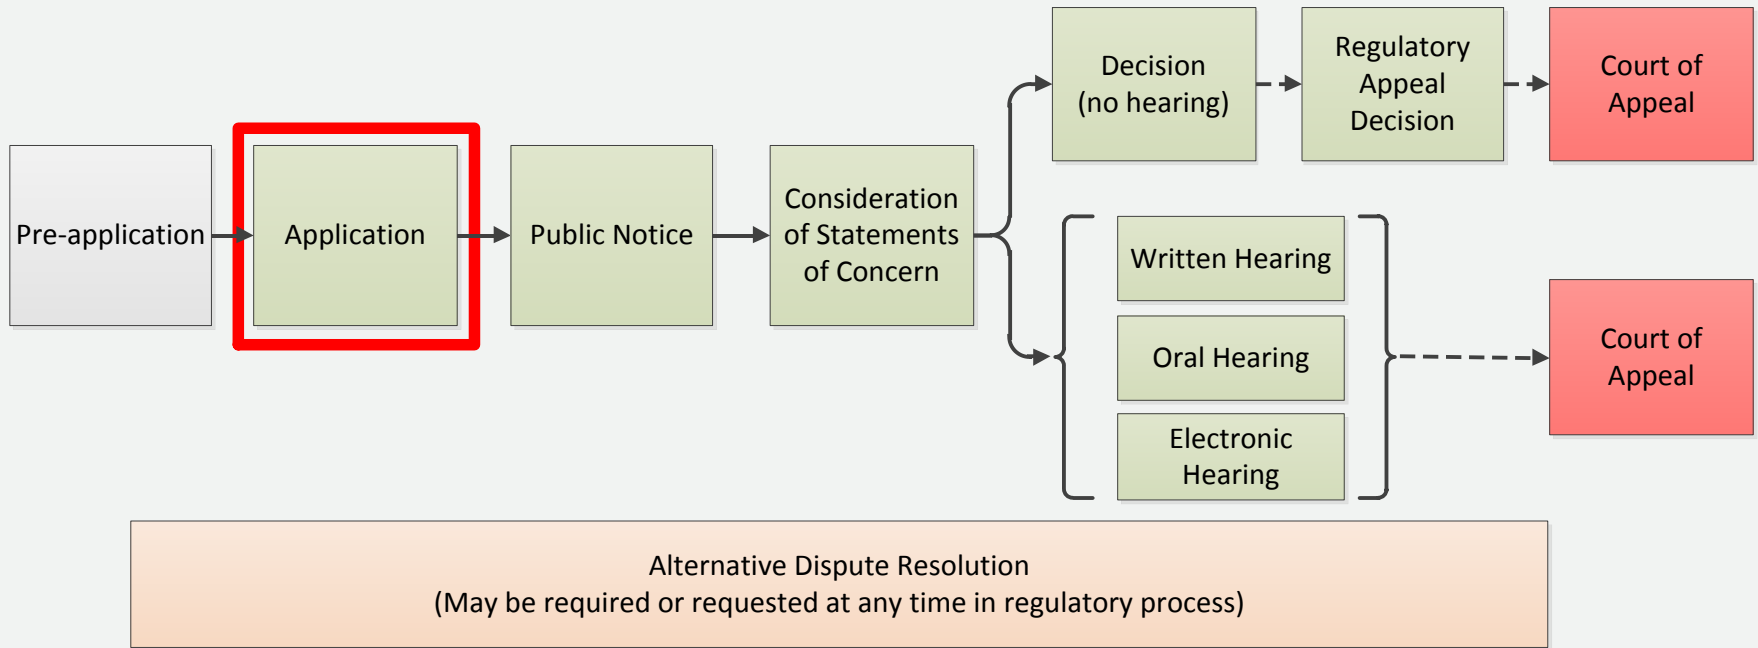 Pre-application
Application
Public Notice
Consideration
of Statements
of Concern
Decision
(no hearing)
Regulatory
Appeal
Decision
Court of
Appeal
Written Hearing
Oral Hearing
Electronic
Hearing
Court of
Appeal
Alternative Dispute Resolution
(May be required or requested at any time in regulatory process)